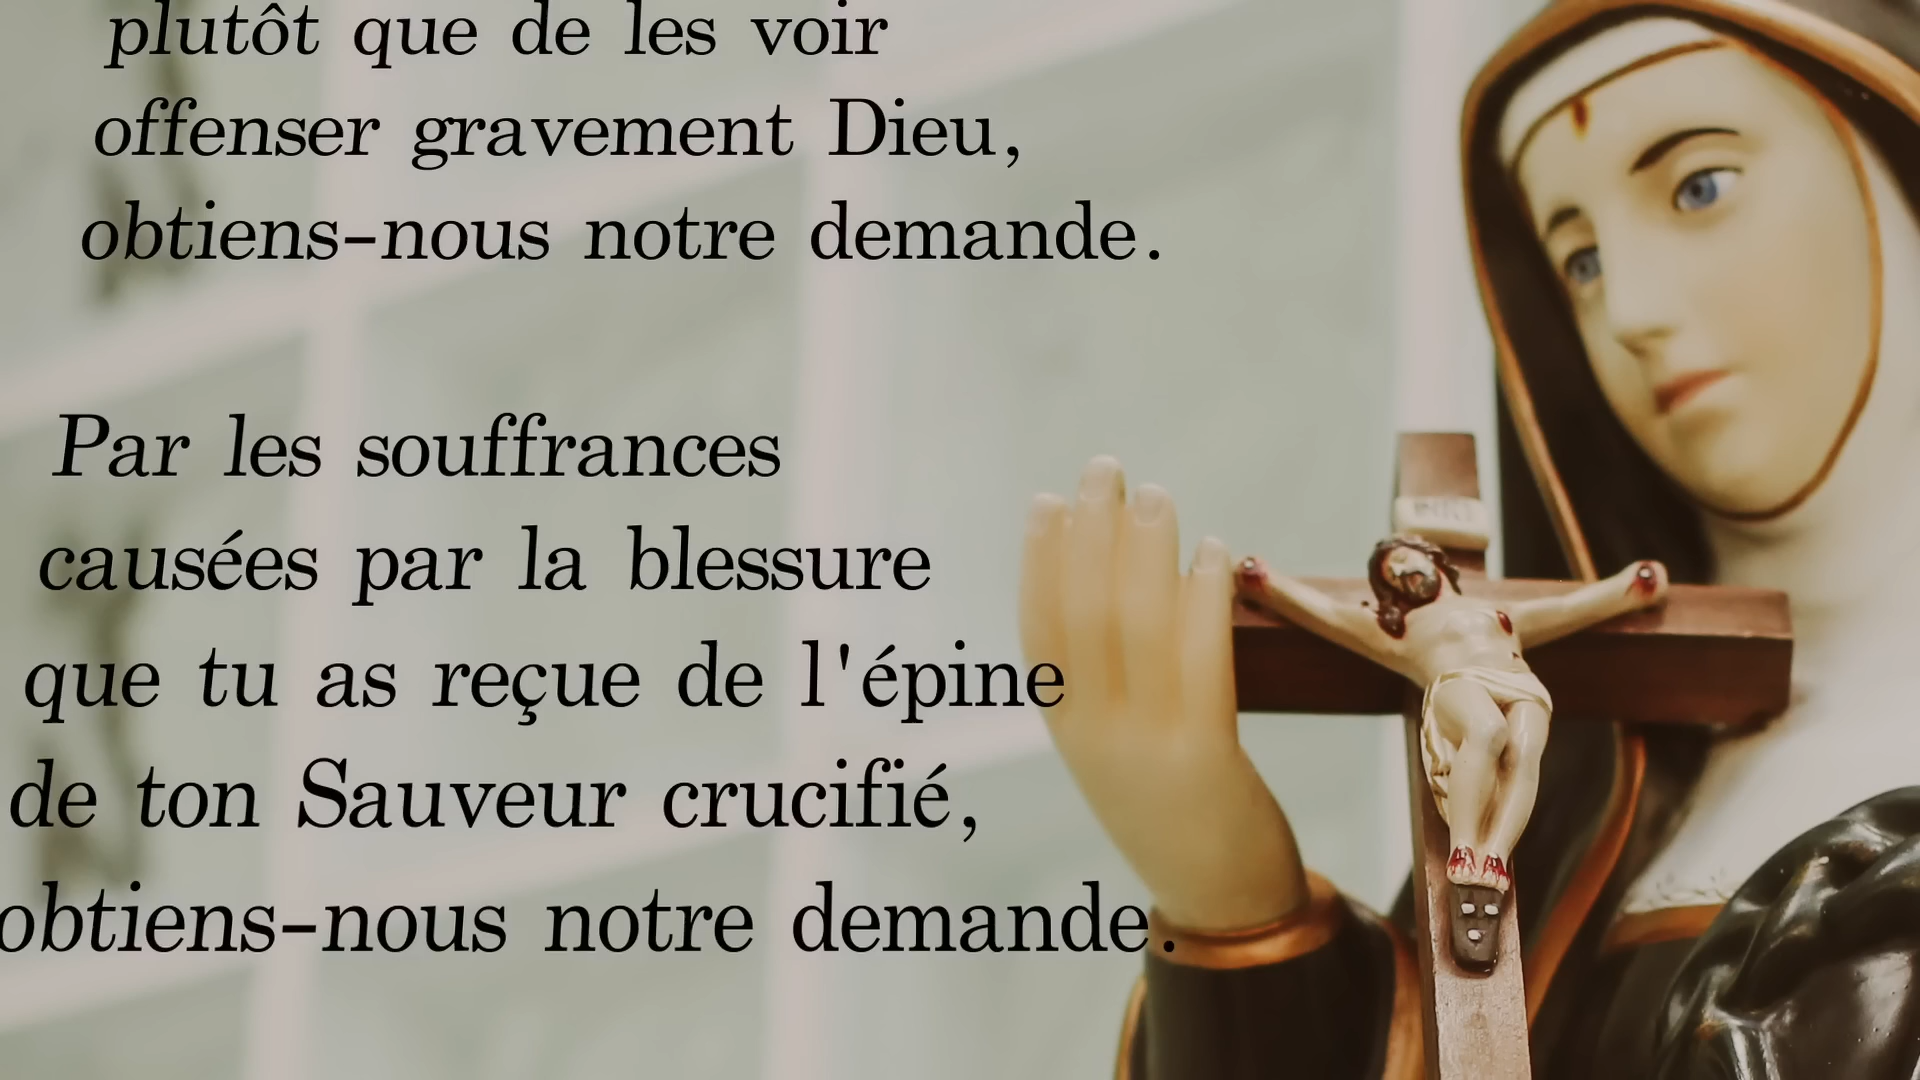 plutôt que de les voir
offenser gravement Dieu,
obtiens-nous notre demande.
Par les souffrances
causées par la blessure
que tu as reçue de l'épine
de ton Sauveur crucifié,
obtiens-nous notre demande.